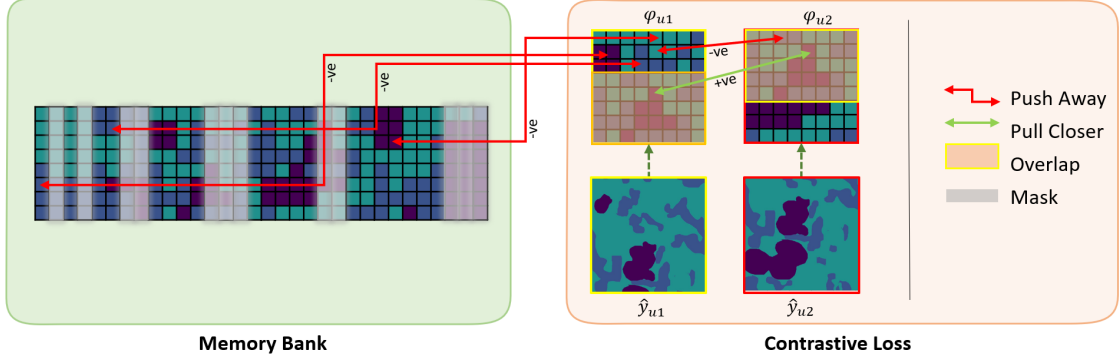 φu1
φu2
-ve
-ve
-ve
-ve
+ve
Push Away
Pull Closer
Overlap
Mask
ŷu1
ŷu2
Memory Bank
Contrastive Loss